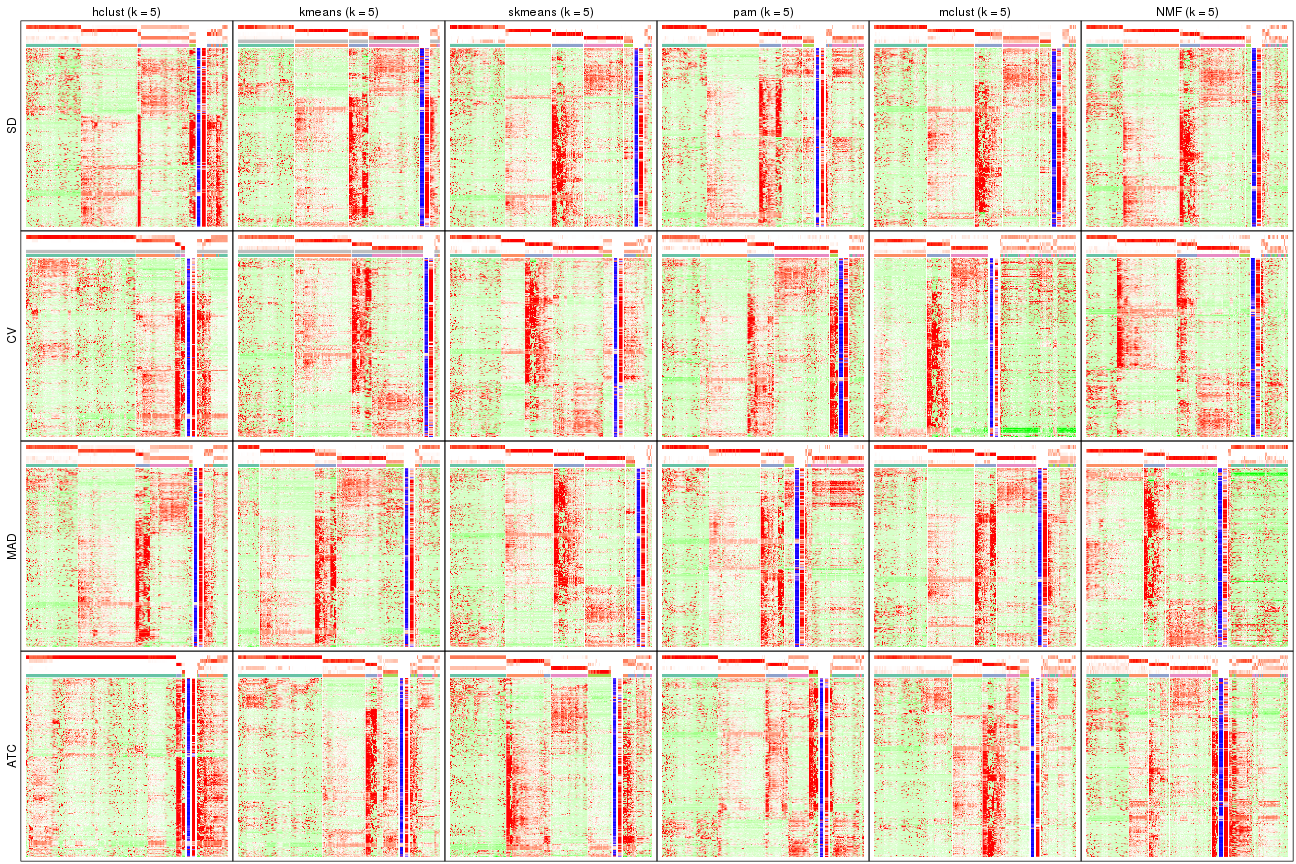 hclust (k = 5) kmeans (k = 5) skmeans (k = 5) pam (k = 5) mclust (k = 5) NMF (k = 5)
SD
CV
MAD
ATC